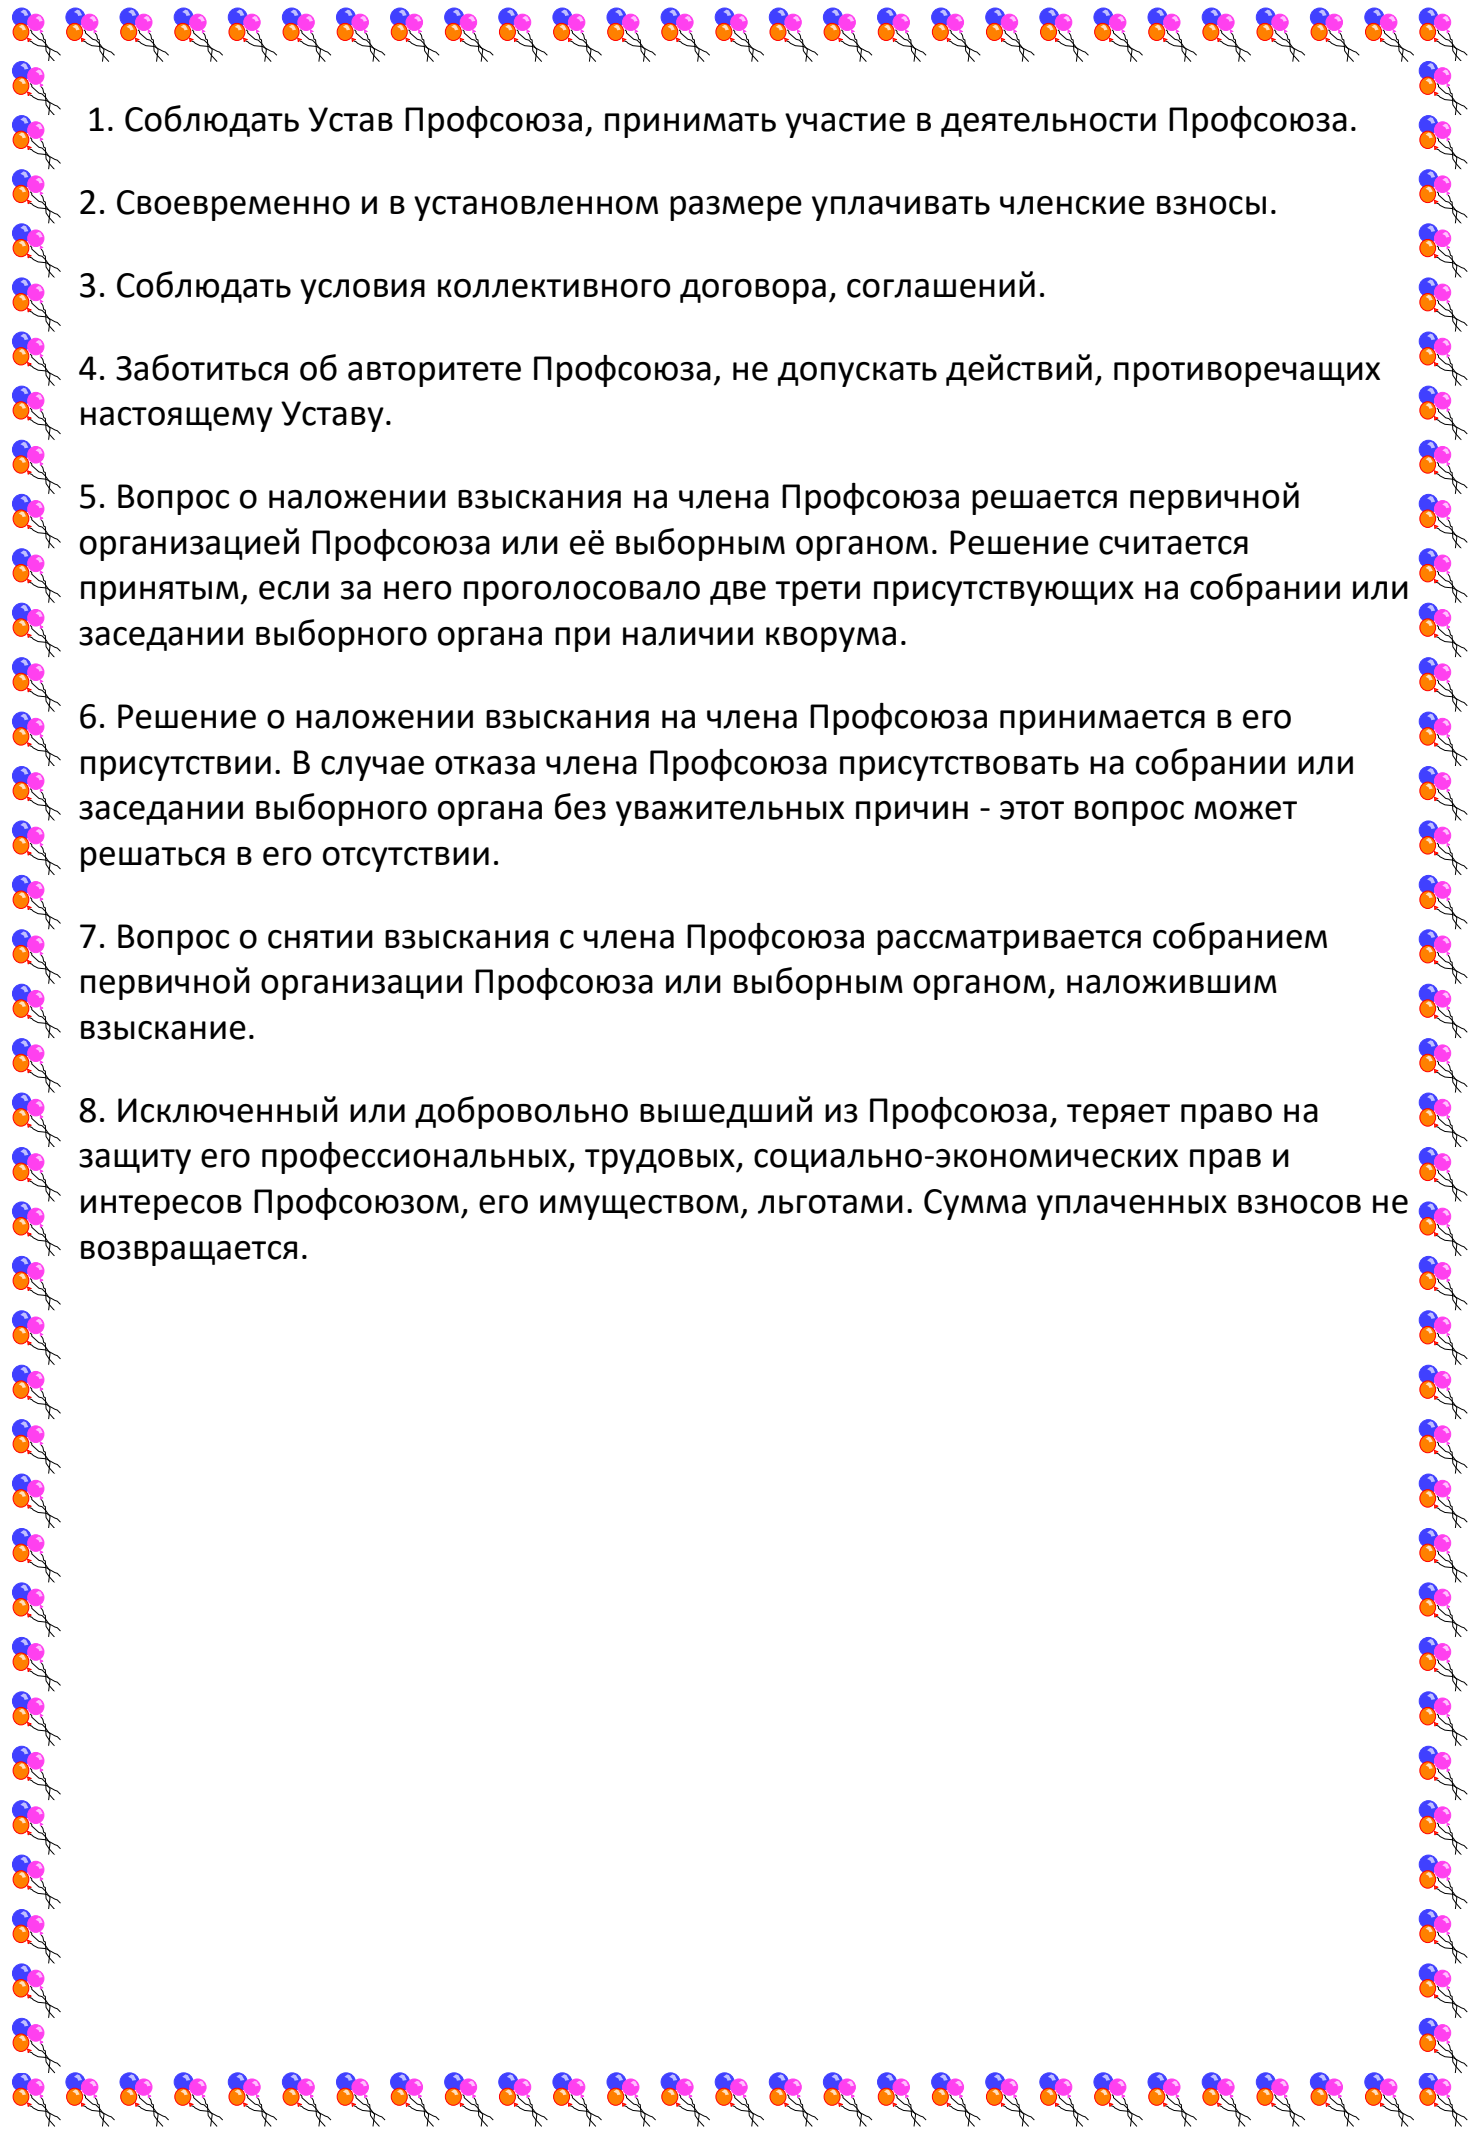 1. Соблюдать Устав Профсоюза, принимать участие в деятельности Профсоюза.
2. Своевременно и в установленном размере уплачивать членские взносы.
3. Соблюдать условия коллективного договора, соглашений.
4. Заботиться об авторитете Профсоюза, не допускать действий, противоречащих
настоящему Уставу.
5. Вопрос о наложении взыскания на члена Профсоюза решается первичной
организацией Профсоюза или её выборным органом. Решение считается
принятым, если за него проголосовало две трети присутствующих на собрании или
заседании выборного органа при наличии кворума.
6. Решение о наложении взыскания на члена Профсоюза принимается в его
присутствии. В случае отказа члена Профсоюза присутствовать на собрании или
заседании выборного органа без уважительных причин - этот вопрос может
решаться в его отсутствии.
7. Вопрос о снятии взыскания с члена Профсоюза рассматривается собранием
первичной организации Профсоюза или выборным органом, наложившим
взыскание.
8. Исключенный или добровольно вышедший из Профсоюза, теряет право на
защиту его профессиональных, трудовых, социально-экономических прав и
интересов Профсоюзом, его имуществом, льготами. Сумма уплаченных взносов не
возвращается.